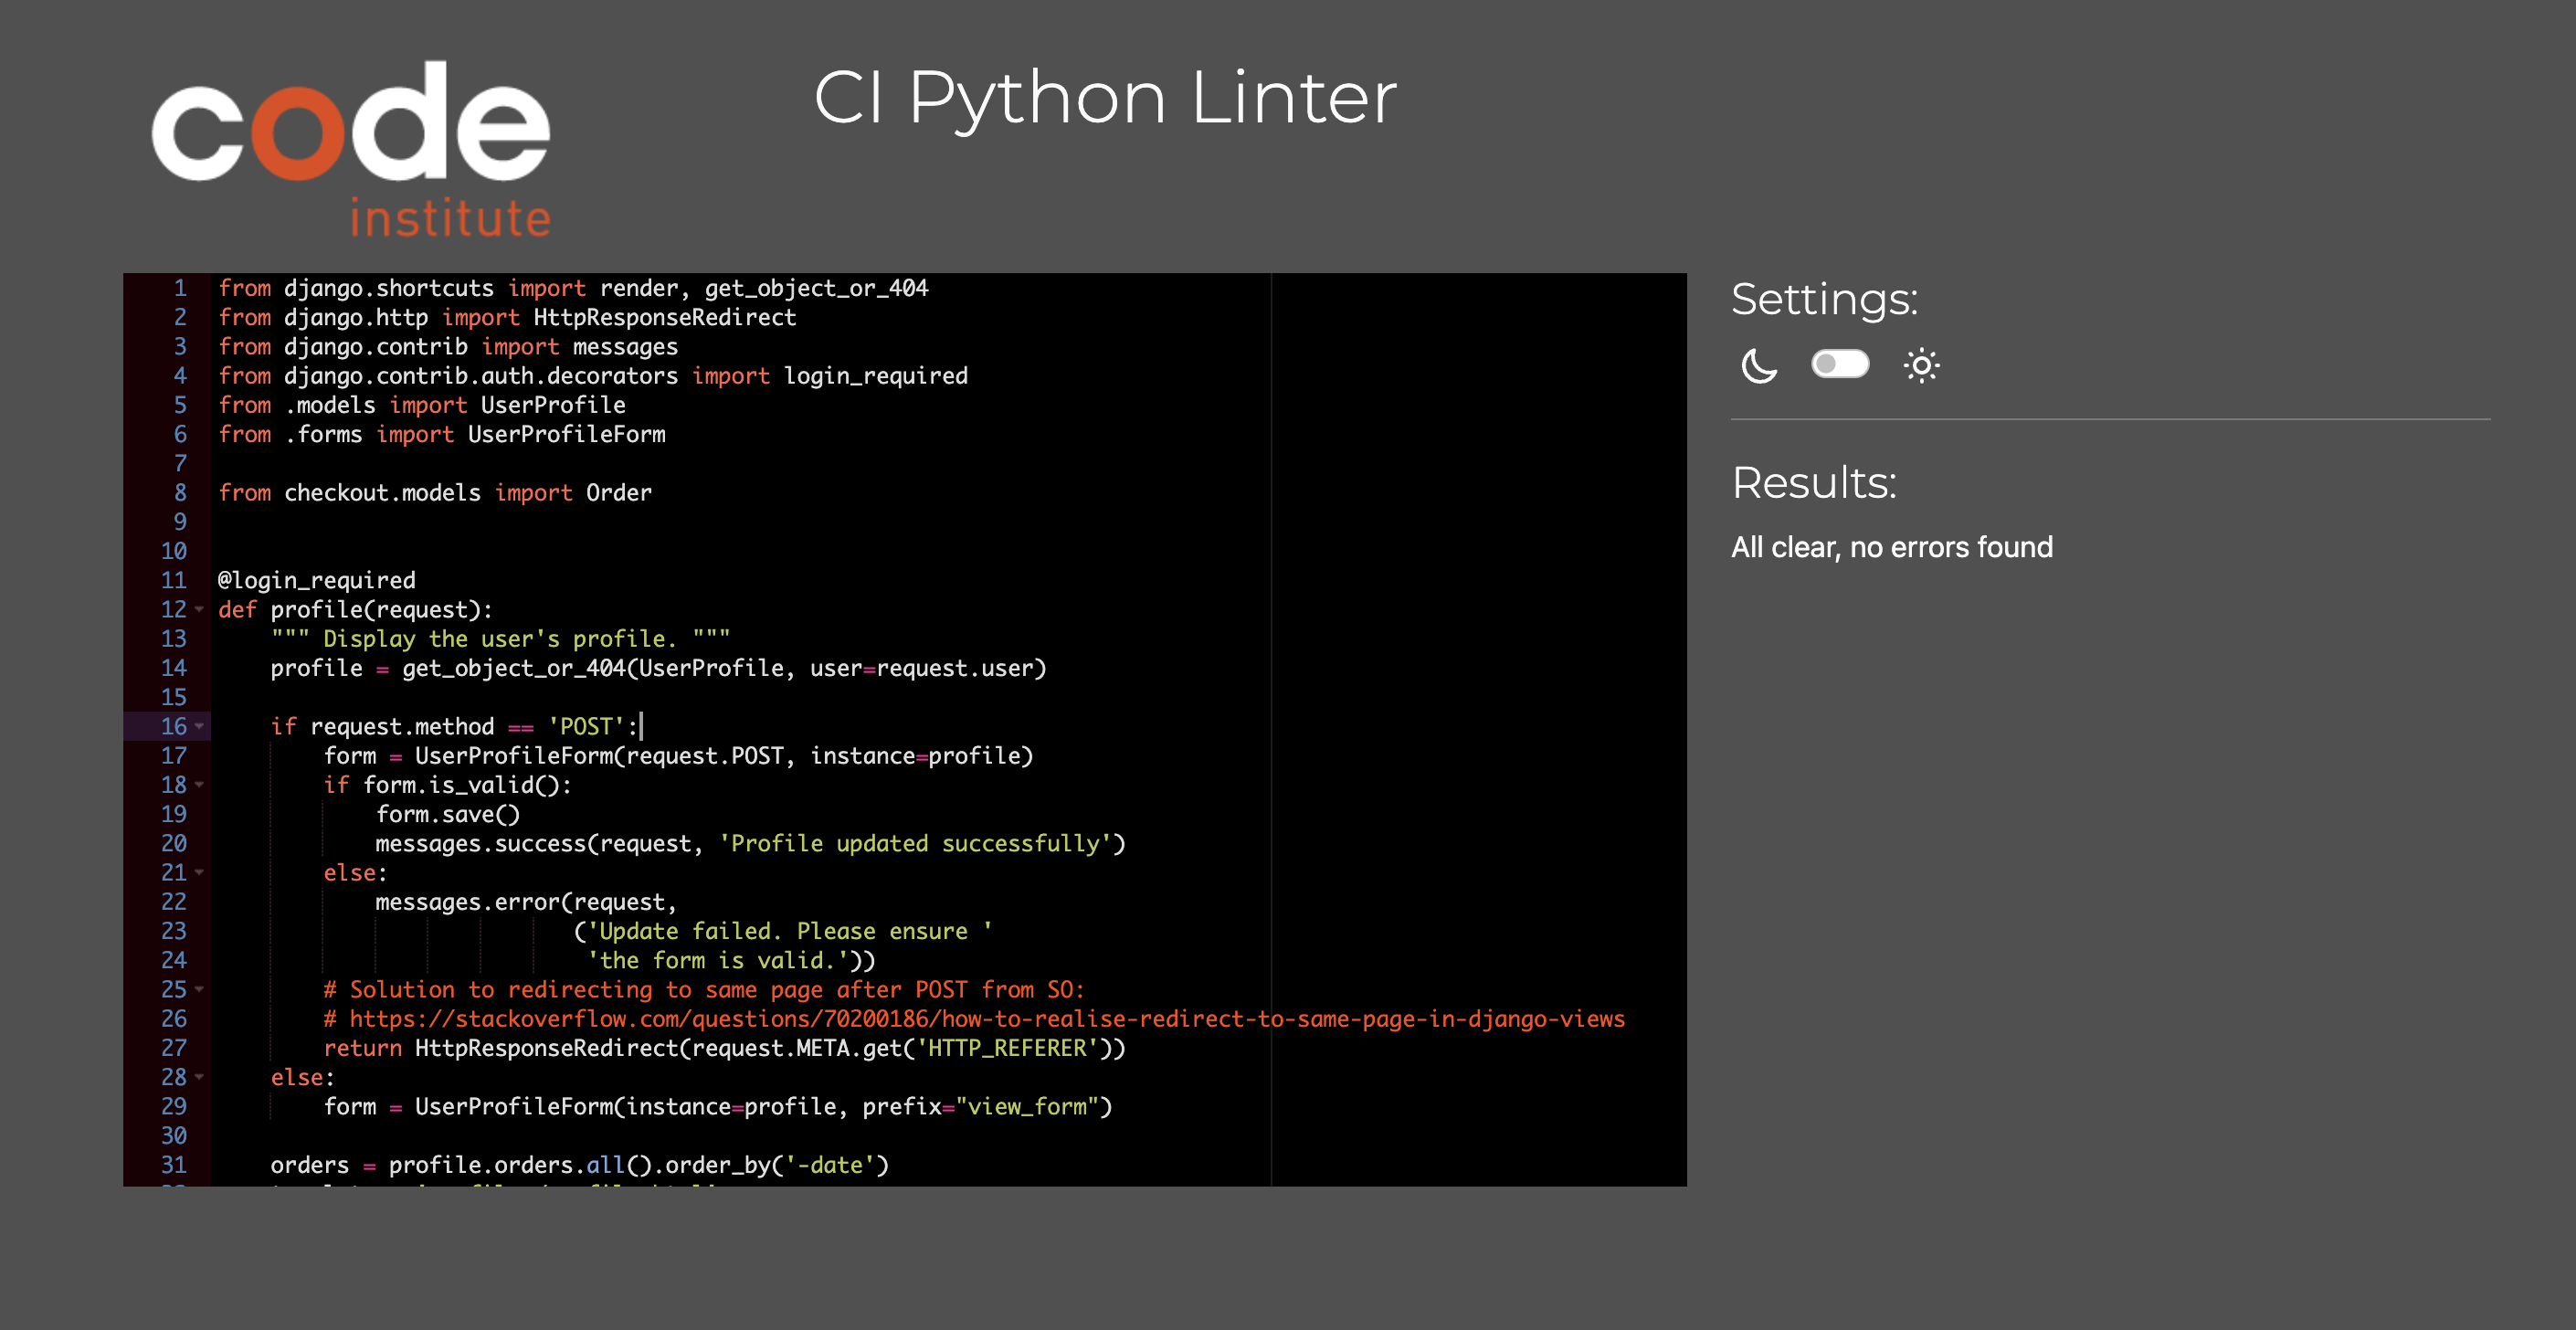 code
institute
CI Python Linter
1 from django.shortcuts import render, get_object_or_404
2 from django.http import HttpResponseRedirect
3 from django.contrib import messages
4 from django.contrib.auth.decorators import login_required
5 from .models import UserProfile
6 from .forms import UserProfileForm
7
8 from checkout.models import Order
9
10
11 @login_required
12 def profile(request):
13     """ Display the user's profile. """
14     profile = get_object_or_404(UserProfile, user=request.user)
15
16     if request.method == 'POST':
17         form = UserProfileForm(request.POST, instance=profile)
18         if form.is_valid():
19             form.save()
20             messages.success(request, 'Profile updated successfully')
21         else:
22             messages.error(request,
23                            ('Update failed. Please ensure '
24                             'the form is valid.'))
25         # Solution to redirecting to same page after POST from SO:
26         # https://stackoverflow.com/questions/70200186/how-to-realise-redirect-to-same-page-in-django-views
27         return HttpResponseRedirect(request.META.get('HTTP_REFERER'))
28     else:
29         form = UserProfileForm(instance=profile, prefix="view_form")
30
31     orders = profile.orders.all().order_by('-date')
Settings:
Results:
All clear, no errors found